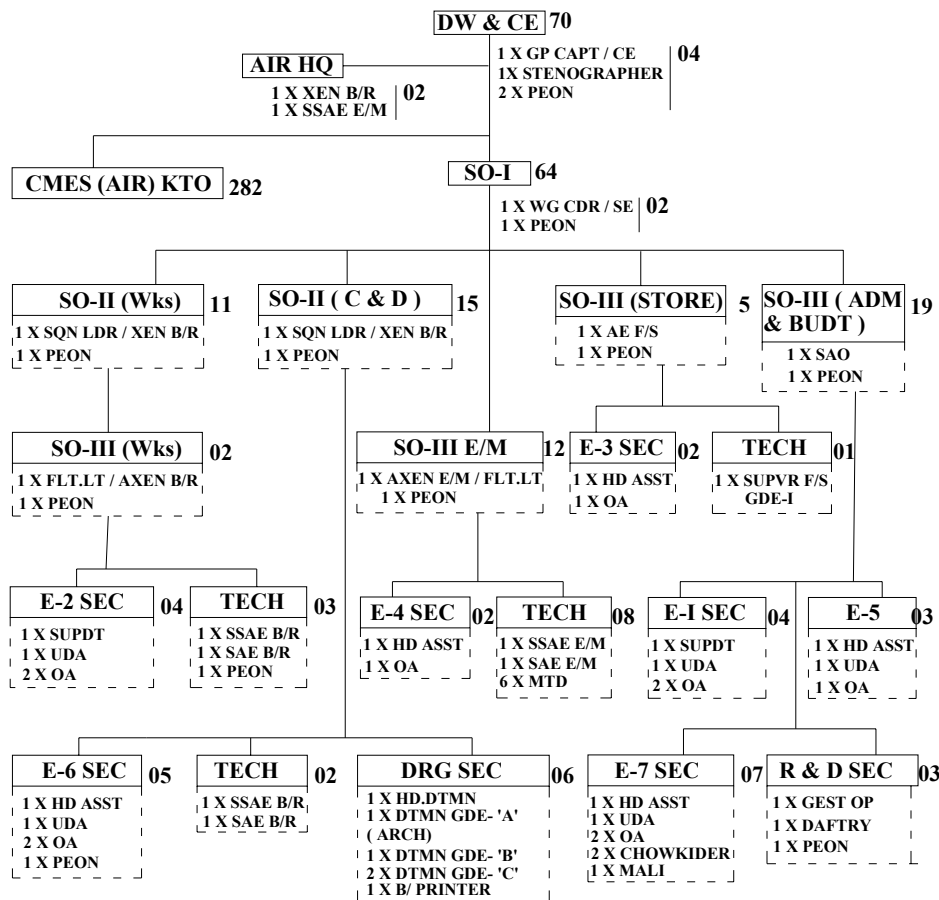 DW & CE 70
1 X GP CAPT / CE 04
1X STENOGRAPHER
2 X PEON
AIR HQ
1 X XEN B/R 02
1 X SSAE E/M
CMES (AIR) KTO 282
SO-I 64
1 X WG CDR / SE 02
1 X PEON
SO-II (Wks) 11
1 X SQN LDR / XEN B/R
1 X PEON
SO-II ( C & D ) 15
1 X SQN LDR / XEN B/R
1 X PEON
SO-III (STORE) 5
1 X AE F/S
1 X PEON
SO-III ( ADM
& BUDT ) 19
1 X SAO
1 X PEON
SO-III (Wks) 02
1 X FLT.LT / AXEN B/R
1 X PEON
SO-III E/M 12
1 X AXEN E/M / FLT.LT
1 X PEON
E-3 SEC 02
1 X HD ASST
1 X OA
TECH 01
1 X SUPVR F/S
GDE-I
E-2 SEC 04
1 X SUPDT
1 X UDA
2 X OA
TECH 03
1 X SSAE B/R
1 X SAE B/R
1 X PEON
E-4 SEC 02
1 X HD ASST
1 X OA
TECH 08
1 X SSAE E/M
1 X SAE E/M
6 X MTD
E-I SEC 04
1 X SUPDT
1 X UDA
2 X OA
E-5 03
1 X HD ASST
1 X UDA
1 X OA
E-6 SEC 05
1 X HD ASST
1 X UDA
2 X OA
1 X PEON
TECH 02
1 X SSAE B/R
1 X SAE B/R
DRG SEC 06
1 X HD.DTMN
1 X DTMN GDE- 'A'
( ARCH)
1 X DTMN GDE- 'B'
2 X DTMN GDE- 'C'
1 X B/ PRINTER
E-7 SEC 07
1 X HD ASST
1 X UDA
2 X OA
2 X CHOWKIDER
1 X MALI
R & D SEC 03
1 X GEST OP
1 X DAFTRY
1 X PEON